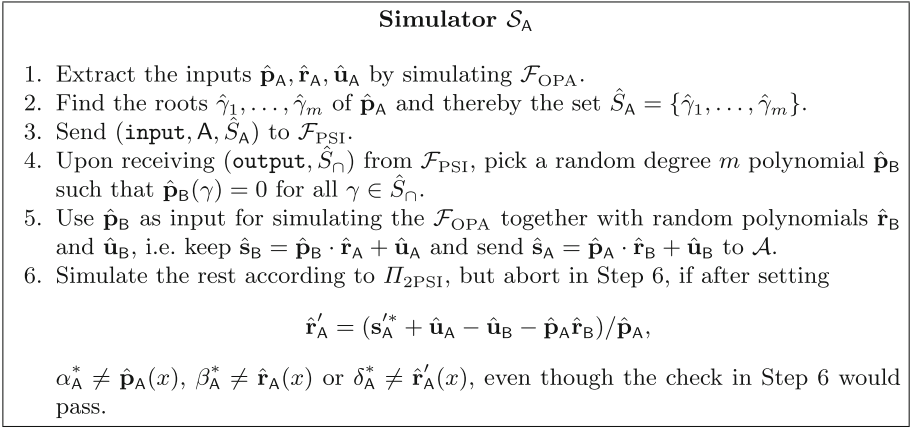 Simulator 𝒮_A
1. Extract the inputs p̂_A, r̂_A, û_A by simulating ℱ_OPA.
2. Find the roots γ̂_1, . . . , γ̂_m of p̂_A and thereby the set Ŝ_A = {γ̂_1, . . . , γ̂_m}.
3. Send (input, A, Ŝ_A) to ℱ_PSI.
4. Upon receiving (output, Ŝ_∩) from ℱ_PSI, pick a random degree m polynomial p̂_B
such that p̂_B(γ) = 0 for all γ ∈ Ŝ_∩.
5. Use p̂_B as input for simulating the ℱ_OPA together with random polynomials r̂_B
and û_B, i.e. keep ŝ_B = p̂_B · r̂_A + û_A and send ŝ_A = p̂_A · r̂_B + û_B to 𝒜.
6. Simulate the rest according to Π_2PSI, but abort in Step 6, if after setting
r̂′_A = (s′*_A + û_A − û_B − p̂_A r̂_B)/p̂_A,
α*_A ≠ p̂_A(x), β*_A ≠ r̂_A(x) or δ*_A ≠ r̂′_A(x), even though the check in Step 6 would
pass.